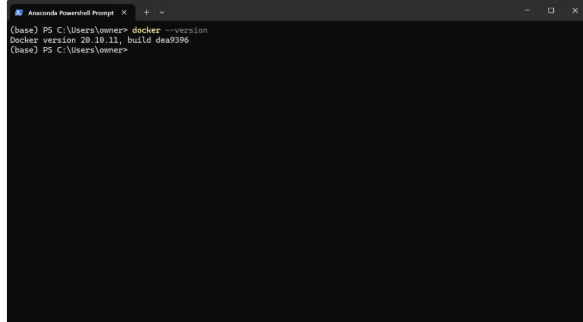 Anaconda Powershell Prompt
(base) PS C:\Users\owner> docker --version
Docker version 20.10.11, build dea9396
(base) PS C:\Users\owner>